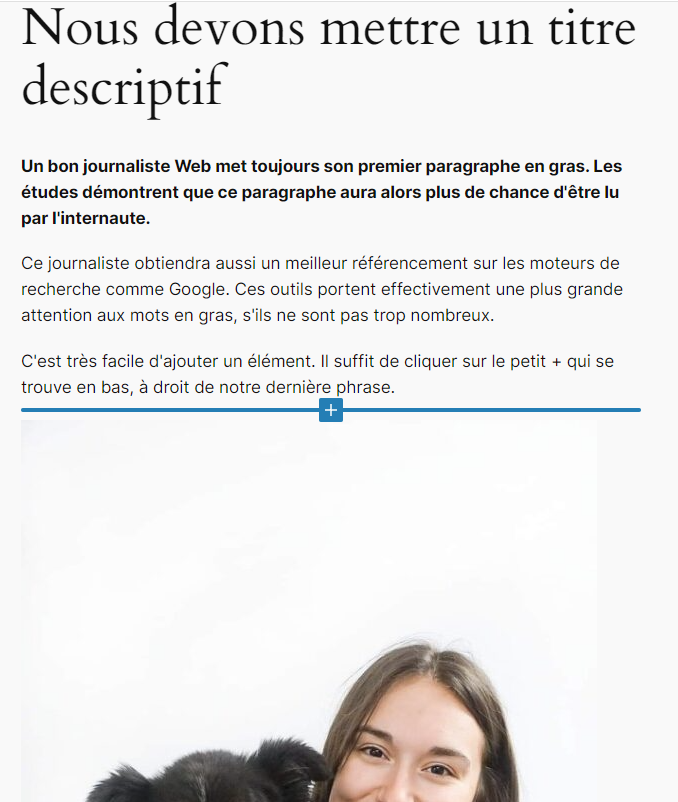 Nous devons mettre un titre
descriptif
Un bon journaliste Web met toujours son premier paragraphe en gras. Les
études démontrent que ce paragraphe aura alors plus de chance d'être lu
par l'internaute.
Ce journaliste obtiendra aussi un meilleur référencement sur les moteurs de
recherche comme Google. Ces outils portent effectivement une plus grande
attention aux mots en gras, s'ils ne sont pas trop nombreux.
C'est très facile d'ajouter un élément. Il suffit de cliquer sur le petit + qui se
trouve en bas, à droit de notre dernière phrase.
+